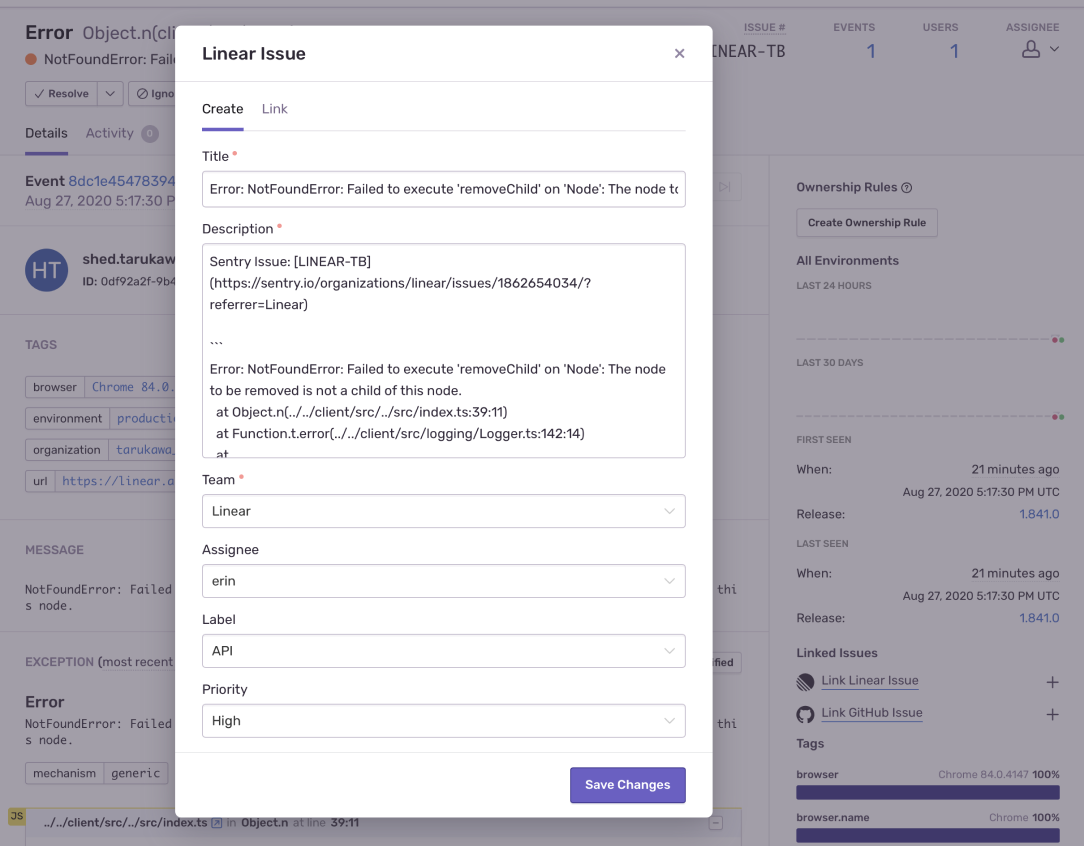 Error Object.n(cli
ISSUE #
EVENTS
USERS
ASSIGNEE
NotFoundError: Faile
INEAR-TB
1
1
Resolve
Igno
Details
Activity
0
Event 8dc1e45478394
Aug 27, 2020 5:17:30 P
HT
shed.tarukaw
ID: 0df92a2f-9b4
TAGS
browser Chrome 84.0.
environment producti
organization tarukawa
url https://linear.a
MESSAGE
NotFoundError: Failed
thi
s node.
EXCEPTION (most recent
ified
Error
NotFoundError: Failed
thi
s node.
mechanism generic
JS
../../client/src/../src/index.ts in Object.n at line 39:11
Linear Issue
Create
Link
Title *
Error: NotFoundError: Failed to execute 'removeChild' on 'Node': The node to
Description *
Sentry Issue: [LINEAR-TB]
(https://sentry.io/organizations/linear/issues/1862654034/?
referrer=Linear)
```
Error: NotFoundError: Failed to execute 'removeChild' on 'Node': The node
to be removed is not a child of this node.
at Object.n(../../client/src/../src/index.ts:39:11)
at Function.t.error(../../client/src/logging/Logger.ts:142:14)
at
Team *
Linear
Assignee
erin
Label
API
Priority
High
Save Changes
Ownership Rules ?
Create Ownership Rule
All Environments
LAST 24 HOURS
LAST 30 DAYS
FIRST SEEN
When: 21 minutes ago
Aug 27, 2020 5:17:30 PM UTC
Release: 1.841.0
LAST SEEN
When: 21 minutes ago
Aug 27, 2020 5:17:30 PM UTC
Release: 1.841.0
Linked Issues
Link Linear Issue
Link GitHub Issue
Tags
browser Chrome 84.0.4147 100%
browser.name Chrome 100%